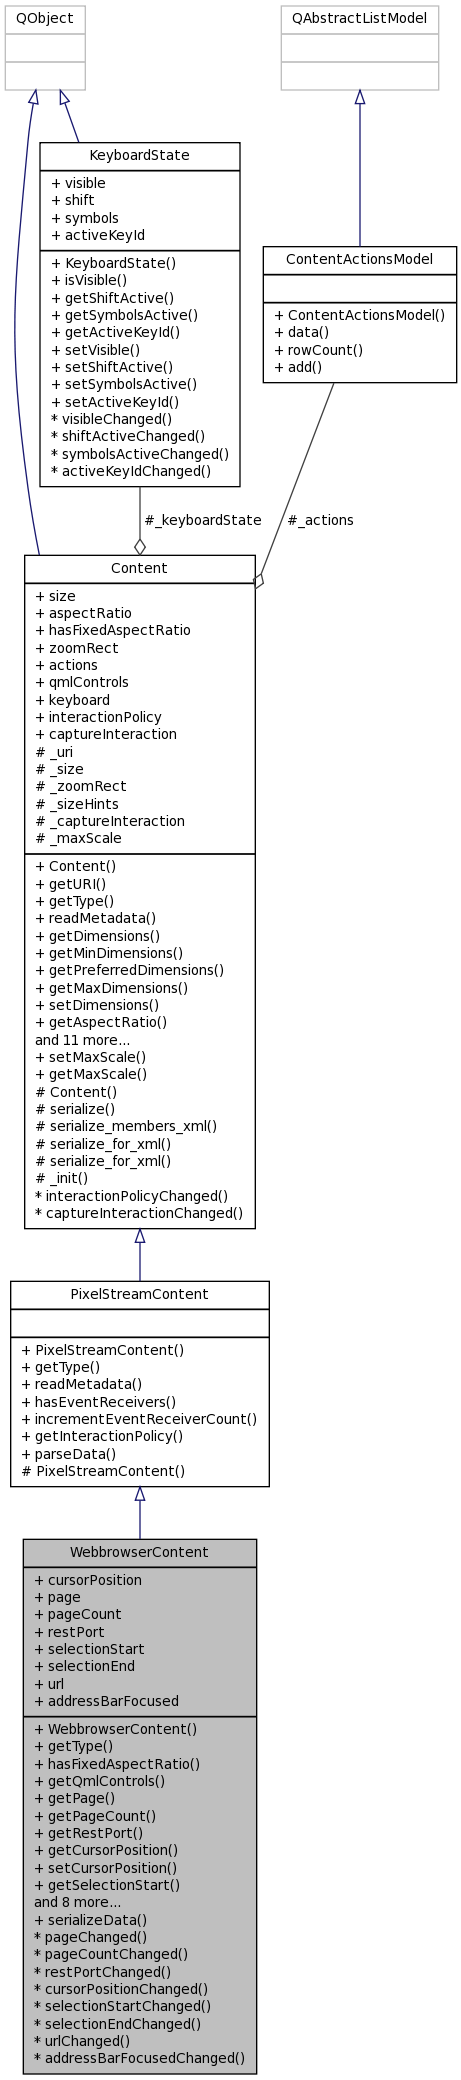 QObject
QAbstractListModel
KeyboardState
+ visible
+ shift
+ symbols
+ activeKeyId
+ KeyboardState()
+ isVisible()
+ getShiftActive()
+ getSymbolsActive()
+ getActiveKeyId()
+ setVisible()
+ setShiftActive()
+ setSymbolsActive()
+ setActiveKeyId()
* visibleChanged()
* shiftActiveChanged()
* symbolsActiveChanged()
* activeKeyIdChanged()
ContentActionsModel
+ ContentActionsModel()
+ data()
+ rowCount()
+ add()
#_keyboardState
#_actions
Content
+ size
+ aspectRatio
+ hasFixedAspectRatio
+ zoomRect
+ actions
+ qmlControls
+ keyboard
+ interactionPolicy
+ captureInteraction
# _uri
# _size
# _zoomRect
# _sizeHints
# _captureInteraction
# _maxScale
+ Content()
+ getURI()
+ getType()
+ readMetadata()
+ getDimensions()
+ getMinDimensions()
+ getPreferredDimensions()
+ getMaxDimensions()
+ setDimensions()
+ getAspectRatio()
and 11 more...
+ setMaxScale()
+ getMaxScale()
# Content()
# serialize()
# serialize_members_xml()
# serialize_for_xml()
# serialize_for_xml()
# _init()
* interactionPolicyChanged()
* captureInteractionChanged()
PixelStreamContent
+ PixelStreamContent()
+ getType()
+ readMetadata()
+ hasEventReceivers()
+ incrementEventReceiverCount()
+ getInteractionPolicy()
+ parseData()
# PixelStreamContent()
WebbrowserContent
+ cursorPosition
+ page
+ pageCount
+ restPort
+ selectionStart
+ selectionEnd
+ url
+ addressBarFocused
+ WebbrowserContent()
+ getType()
+ hasFixedAspectRatio()
+ getQmlControls()
+ getPage()
+ getPageCount()
+ getRestPort()
+ getCursorPosition()
+ setCursorPosition()
+ getSelectionStart()
and 8 more...
+ serializeData()
* pageChanged()
* pageCountChanged()
* restPortChanged()
* cursorPositionChanged()
* selectionStartChanged()
* selectionEndChanged()
* urlChanged()
* addressBarFocusedChanged()